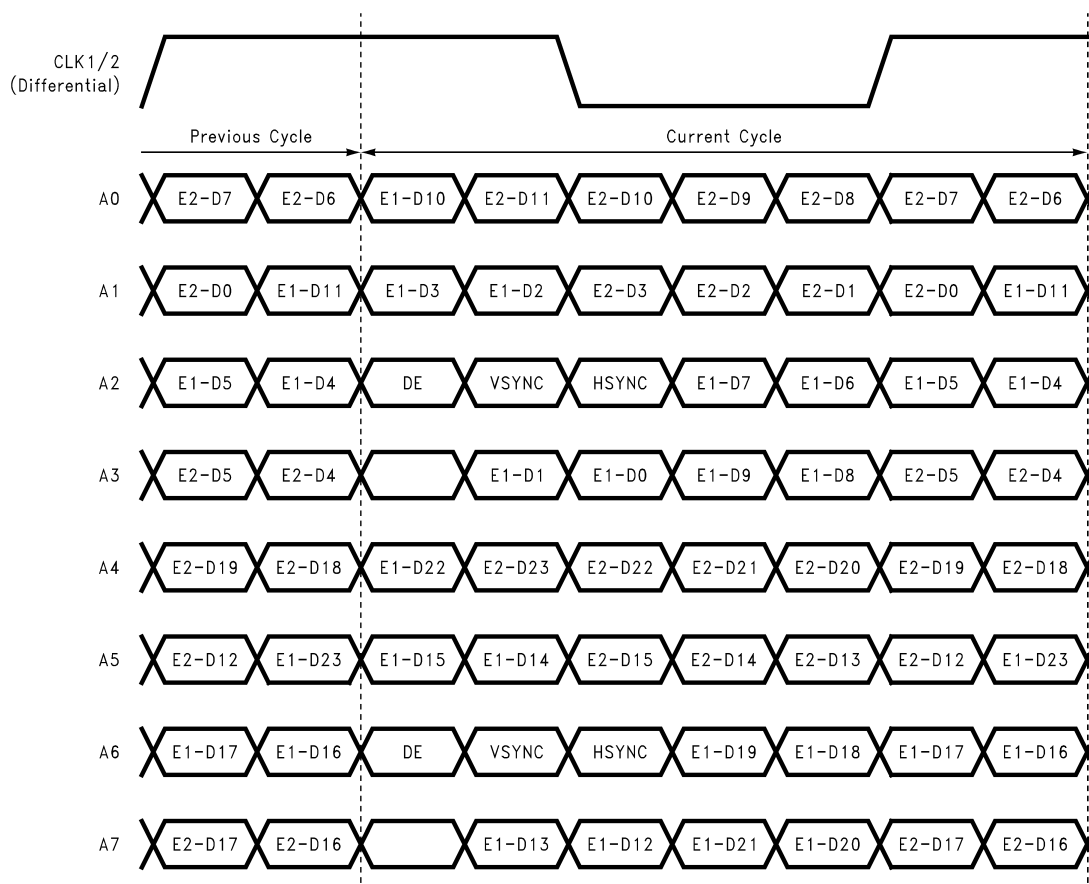 CLK1/2
(Differential)
Previous Cycle Current Cycle
A0 E2-D7 E2-D6 E1-D10 E2-D11 E2-D10 E2-D9 E2-D8 E2-D7 E2-D6
A1 E2-D0 E1-D11 E1-D3 E1-D2 E2-D3 E2-D2 E2-D1 E2-D0 E1-D11
A2 E1-D5 E1-D4 DE VSYNC HSYNC E1-D7 E1-D6 E1-D5 E1-D4
A3 E2-D5 E2-D4 E1-D1 E1-D0 E1-D9 E1-D8 E2-D5 E2-D4
A4 E2-D19 E2-D18 E1-D22 E2-D23 E2-D22 E2-D21 E2-D20 E2-D19 E2-D18
A5 E2-D12 E1-D23 E1-D15 E1-D14 E2-D15 E2-D14 E2-D13 E2-D12 E1-D23
A6 E1-D17 E1-D16 DE VSYNC HSYNC E1-D19 E1-D18 E1-D17 E1-D16
A7 E2-D17 E2-D16 E1-D13 E1-D12 E1-D21 E1-D20 E2-D17 E2-D16